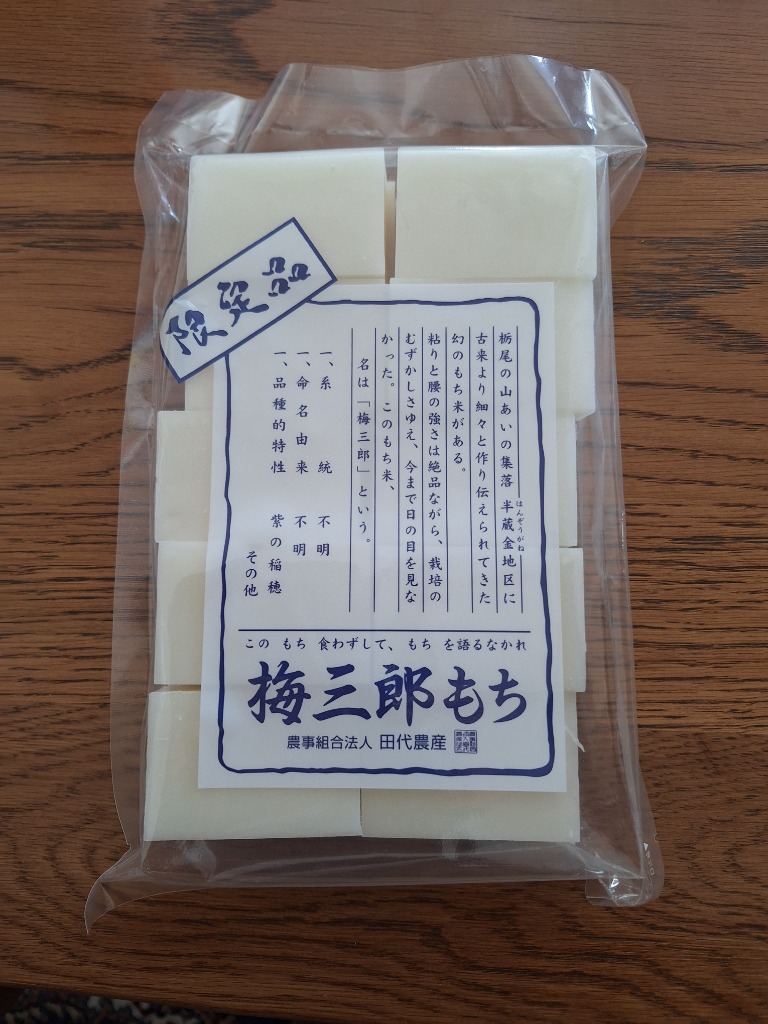 限定品
栃尾の山あいの集落 半蔵金地区に
はんぞうがね
古来より細々と作り伝えられてきた
幻のもち米がある。
粘りと腰の強さは絶品ながら、栽培の
むずかしさゆえ、今まで日の目を見な
かった。このもち米、
名は「梅三郎」という。
一、系 統 不明
一、命名由来 不明
一、品種的特性 紫の稲穂
その他
この もち 食わずして、もち を語るなかれ
梅三郎もち
農事組合法人 田代農産